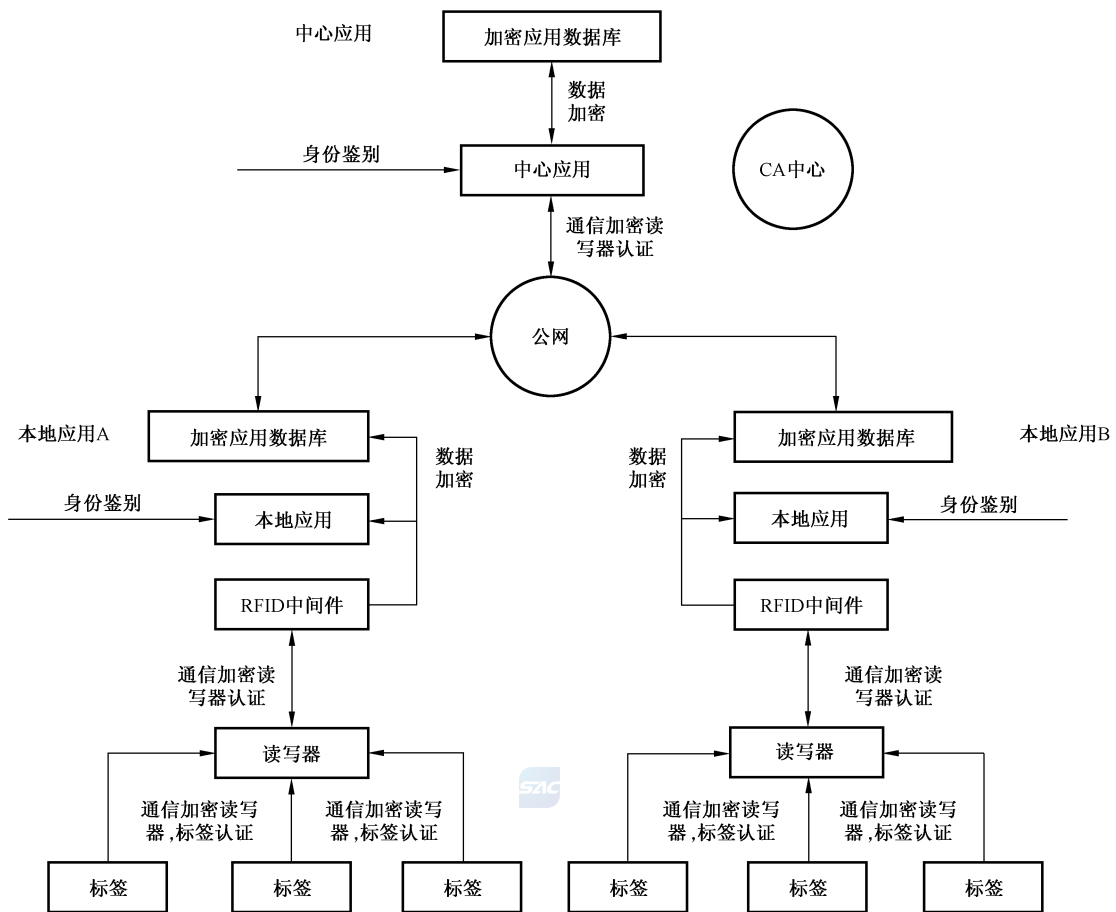 中心应用
加密应用数据库
数据
加密
身份鉴别
中心应用
CA中心
通信加密读
写器认证
公网
本地应用A
加密应用数据库
加密应用数据库
本地应用B
数据
加密
数据
加密
身份鉴别
本地应用
本地应用
身份鉴别
RFID中间件
RFID中间件
通信加密读
写器认证
通信加密读
写器认证
读写器
读写器
SAC
通信加密读写
器,标签认证
通信加密读写
器,标签认证
通信加密读写
器,标签认证
通信加密读写
器,标签认证
标签
标签
标签
标签
标签
标签